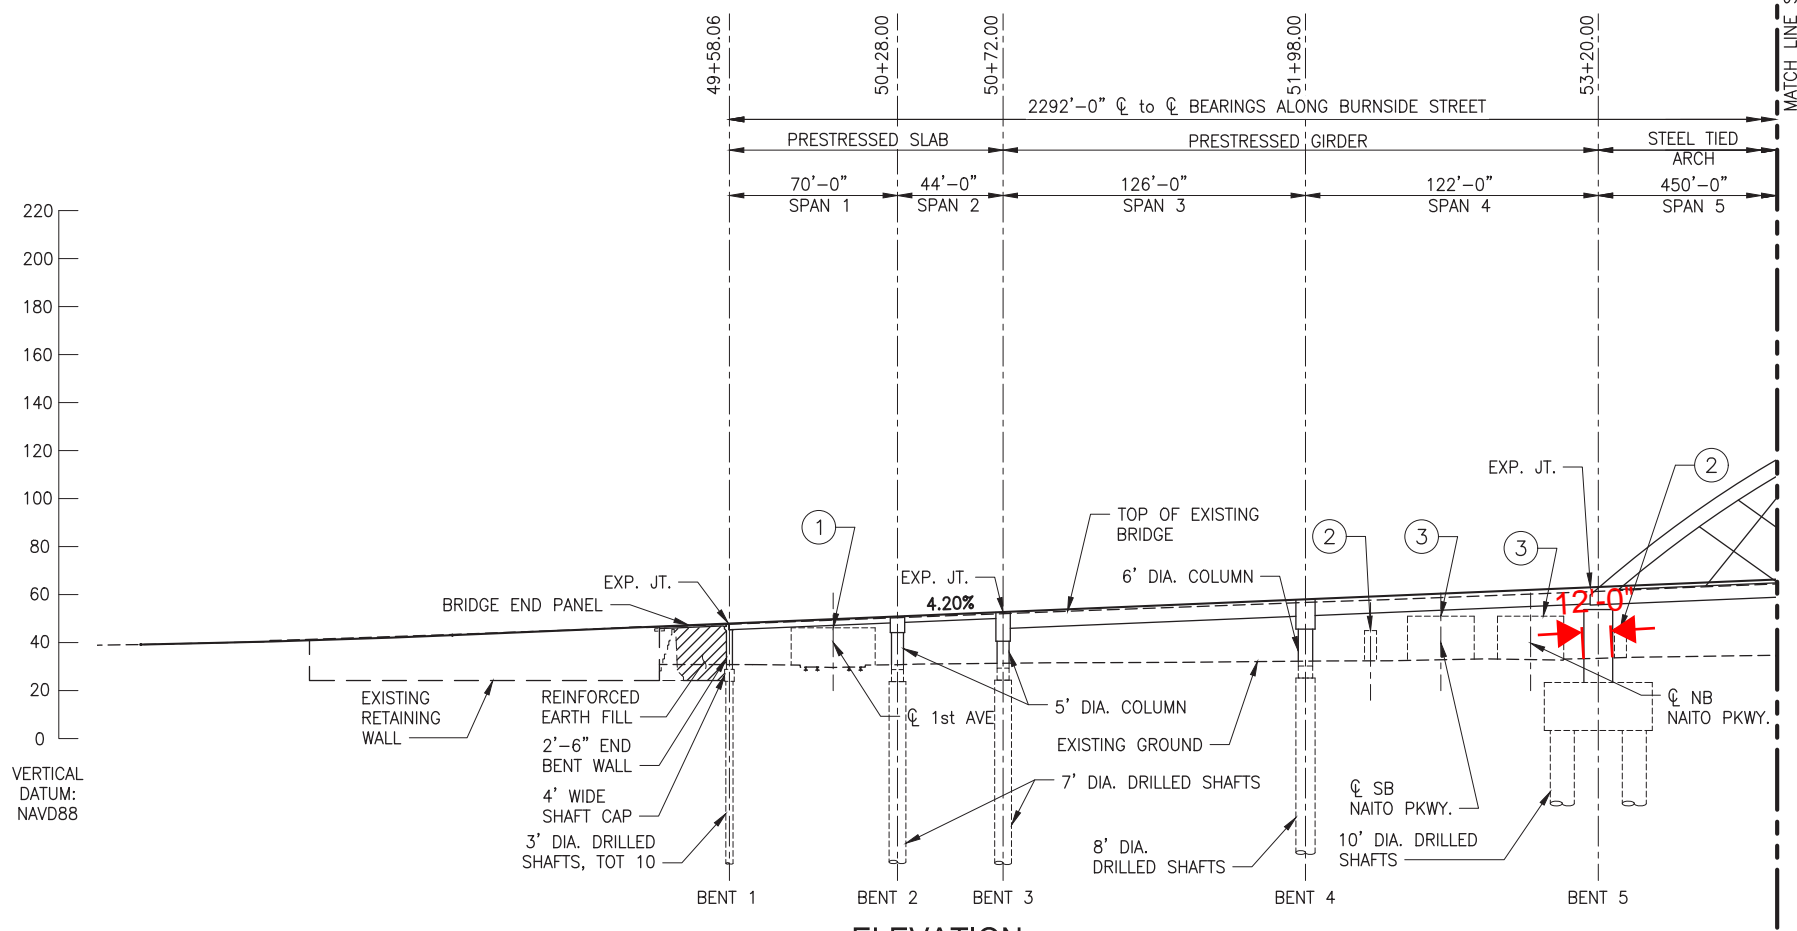 49+58.06
50+28.00
50+72.00
51+98.00
53+20.00
MATCH LINE
2292'-0" ℄ to ℄ BEARINGS ALONG BURNSIDE STREET
PRESTRESSED SLAB
PRESTRESSED GIRDER
STEEL TIED
ARCH
70'-0"
SPAN 1
44'-0"
SPAN 2
126'-0"
SPAN 3
122'-0"
SPAN 4
450'-0"
SPAN 5
220
200
180
160
140
120
100
80
60
40
20
0
VERTICAL
DATUM:
NAVD88
EXP. JT.
2
1
TOP OF EXISTING
BRIDGE
2
3
3
EXP. JT.
EXP. JT.
6' DIA. COLUMN
BRIDGE END PANEL
4.20%
12'-0"
EXISTING
RETAINING
WALL
REINFORCED
EARTH FILL
2'-6" END
BENT WALL
4' WIDE
SHAFT CAP
3' DIA. DRILLED
SHAFTS, TOT 10
℄ 1st AVE
5' DIA. COLUMN
EXISTING GROUND
7' DIA. DRILLED SHAFTS
8' DIA.
DRILLED SHAFTS
℄ SB
NAITO PKWY.
10' DIA. DRILLED
SHAFTS
℄ NB
NAITO PKWY.
BENT 1
BENT 2
BENT 3
BENT 4
BENT 5
ELEVATION